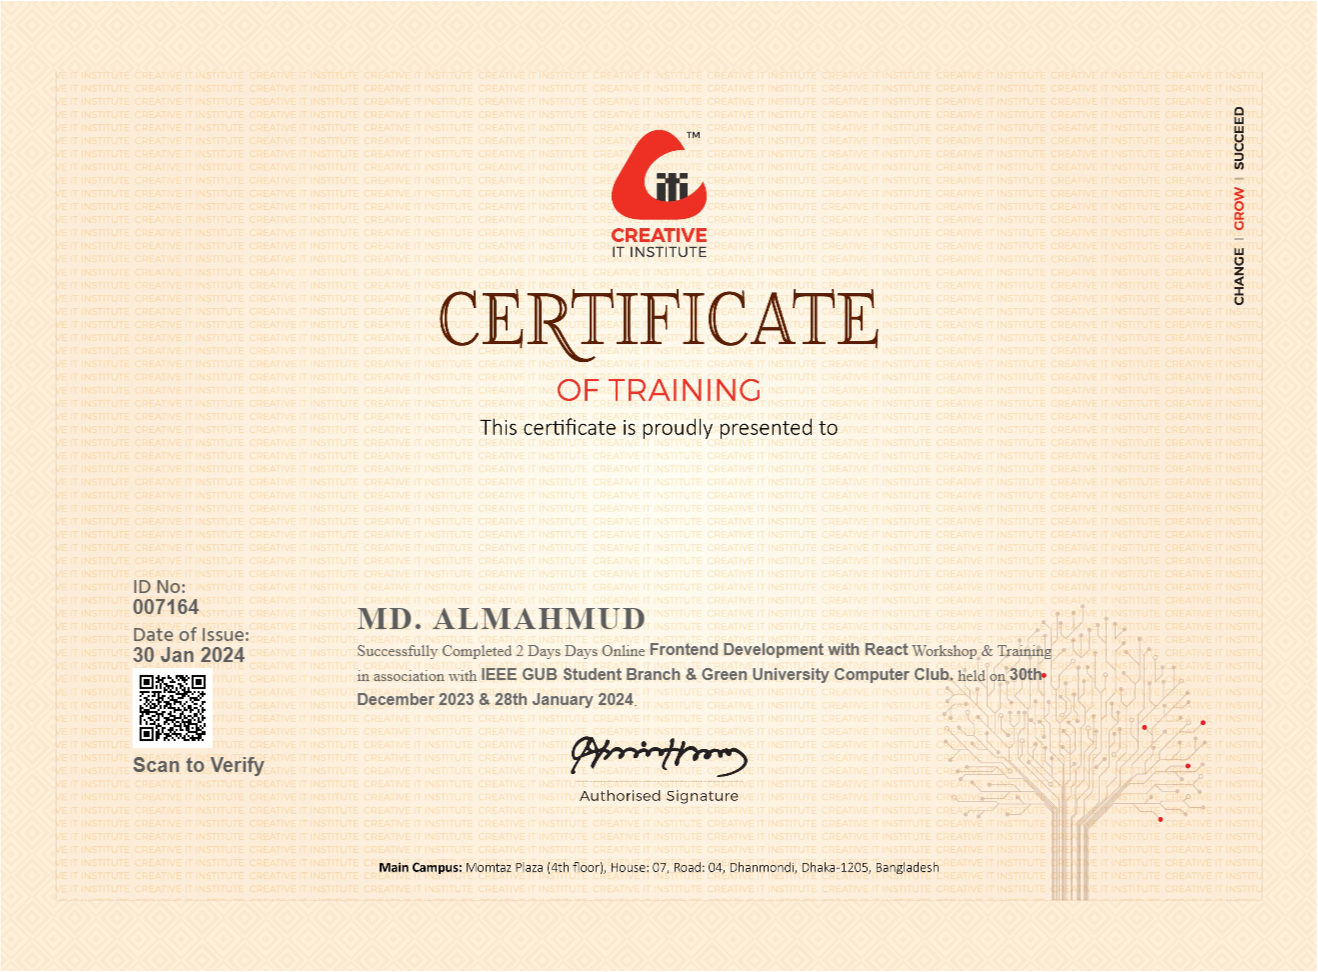 CHANGE | GROW | SUCCEED
TM
iti
CREATIVE
IT INSTITUTE
CERTIFICATE
OF TRAINING
This certificate is proudly presented to
ID No:
007164
Date of Issue:
30 Jan 2024
Scan to Verify
MD. ALMAHMUD
Successfully Completed 2 Days Days Online Frontend Development with React Workshop & Training
in association with IEEE GUB Student Branch & Green University Computer Club. held on 30th
December 2023 & 28th January 2024.
Authorised Signature
Main Campus: Momtaz Plaza (4th floor), House: 07, Road: 04, Dhanmondi, Dhaka-1205, Bangladesh